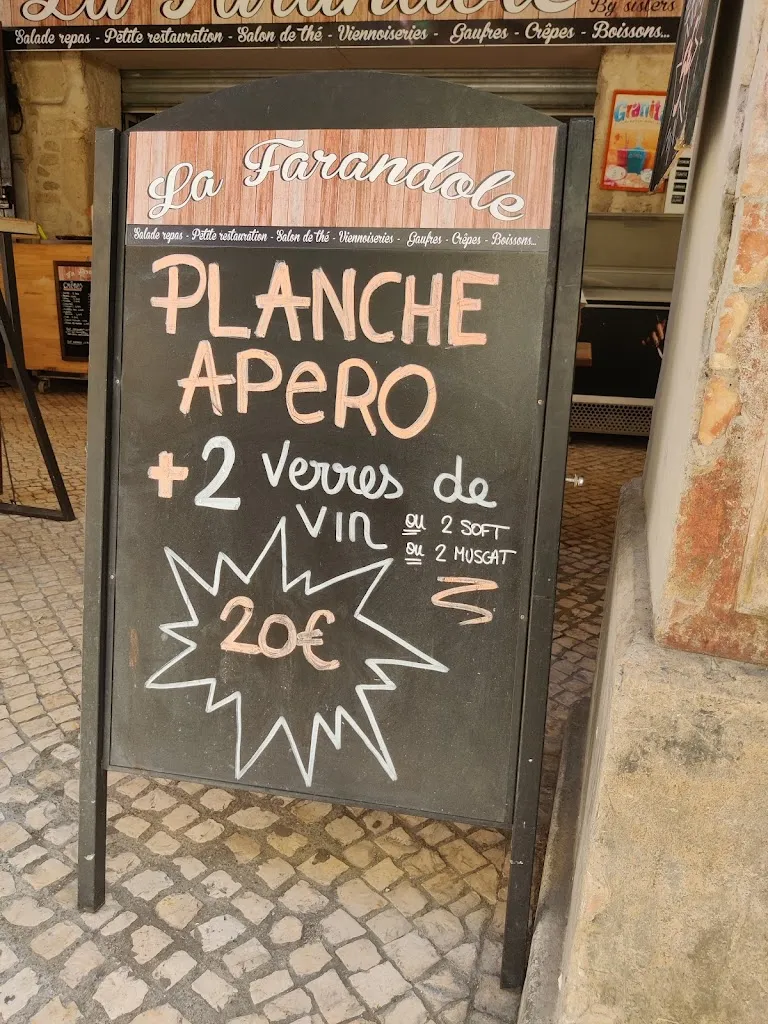 La Farandole By sisters
Salade repas - Petite restauration - Salon de thé - Viennoiseries - Gaufres - Crêpes - Boissons...
Granit
La Farandole
Salade repas - Petite restauration - Salon de thé - Viennoiseries - Gaufres - Crêpes - Boissons...
PLANCHE
APeRO
+ 2 verres de
vin ou 2 SOFT
ou 2 MUSCAT
20€